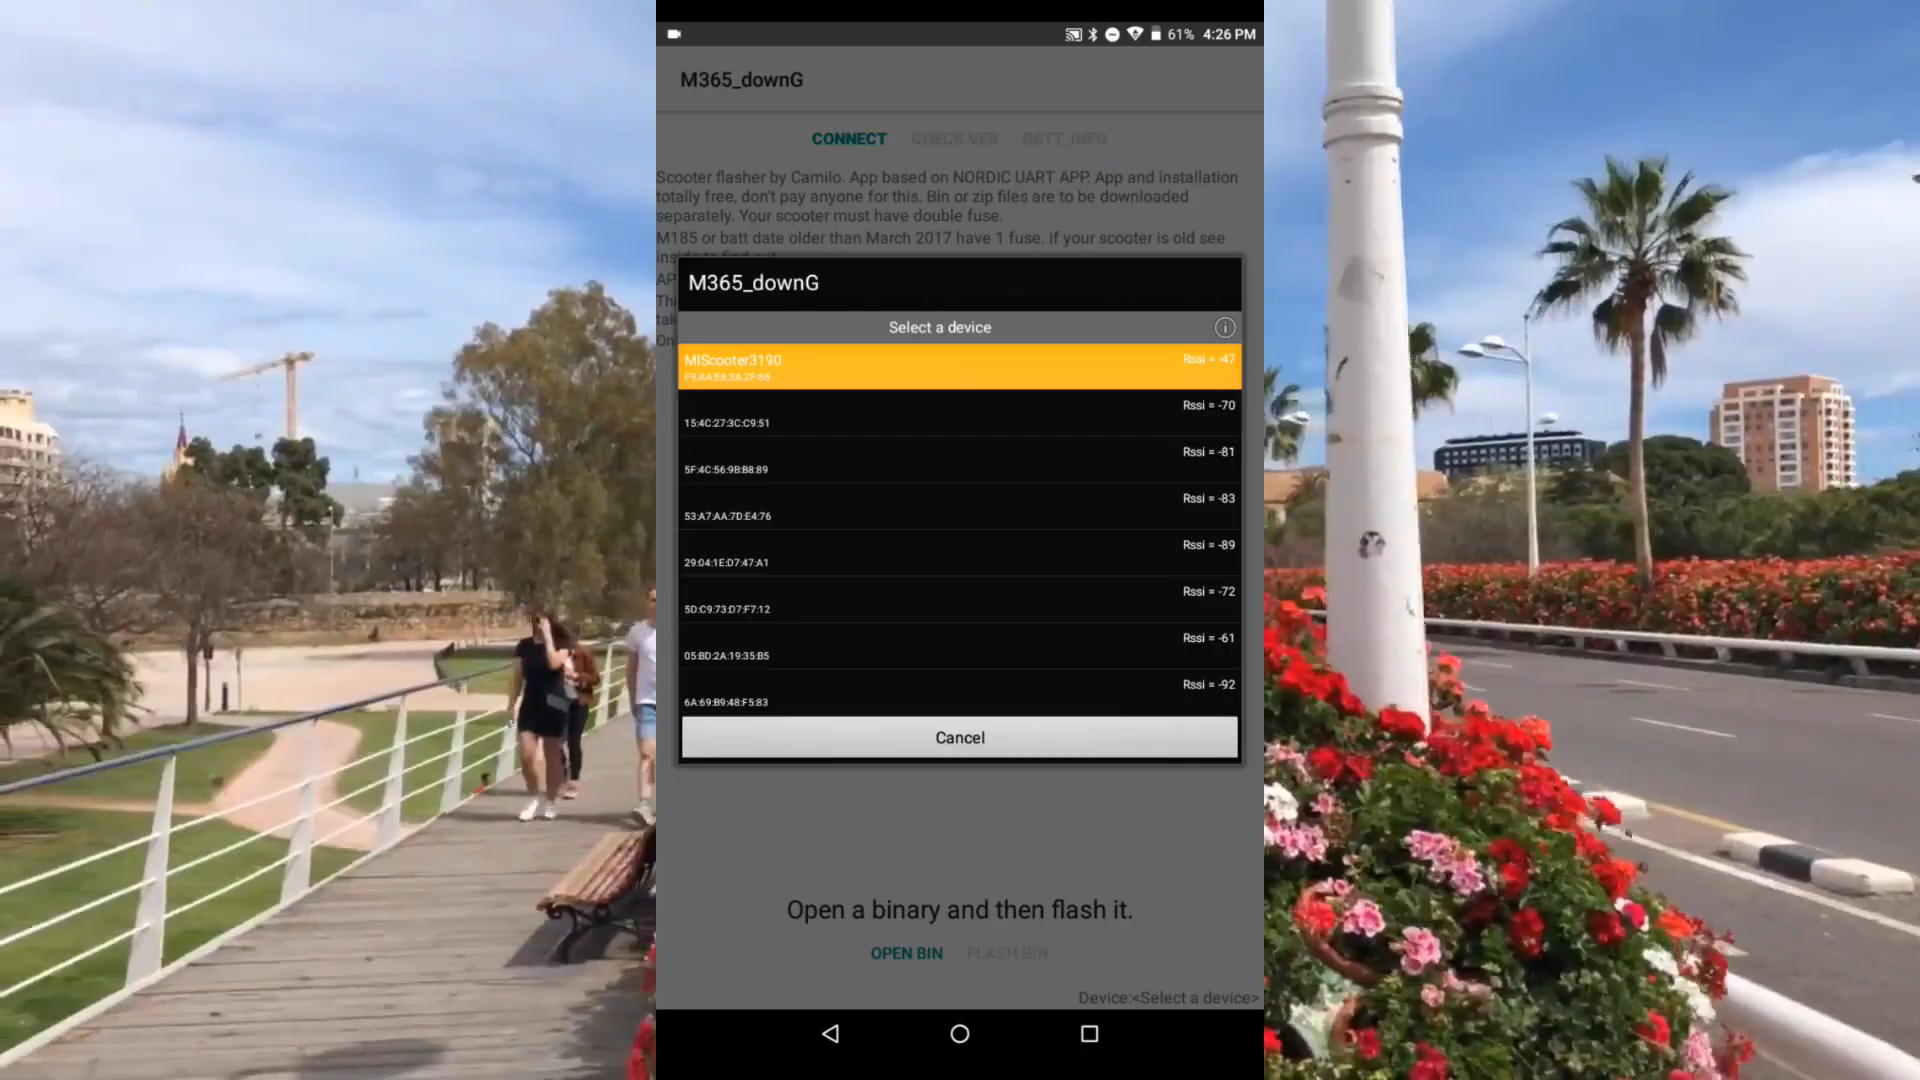 61% 4:26 PM
M365_downG
CONNECT CHECK VER BATT_INFO
Scooter flasher by Camilo. App based on NORDIC UART APP. App and installation
totally free, don't pay anyone for this. Bin or zip files are to be downloaded
separately. Your scooter must have double fuse.
M185 or batt date older than March 2017 have 1 fuse. if your scooter is old see
M365_downG
Select a device
MIScooter3190 Rssi = -47
E9:AA:E6:3A:2F:68
Rssi = -70
15:4C:27:3C:C9:51
Rssi = -81
5F:4C:56:9B:B8:89
Rssi = -83
53:A7:AA:7D:E4:76
Rssi = -89
29:04:1E:D7:47:A1
Rssi = -72
5D:C9:73:D7:F7:12
Rssi = -61
05:BD:2A:19:35:B5
Rssi = -92
6A:69:B9:48:F5:83
Cancel
Open a binary and then flash it.
OPEN BIN FLASH BIN
Device:<Select a device>